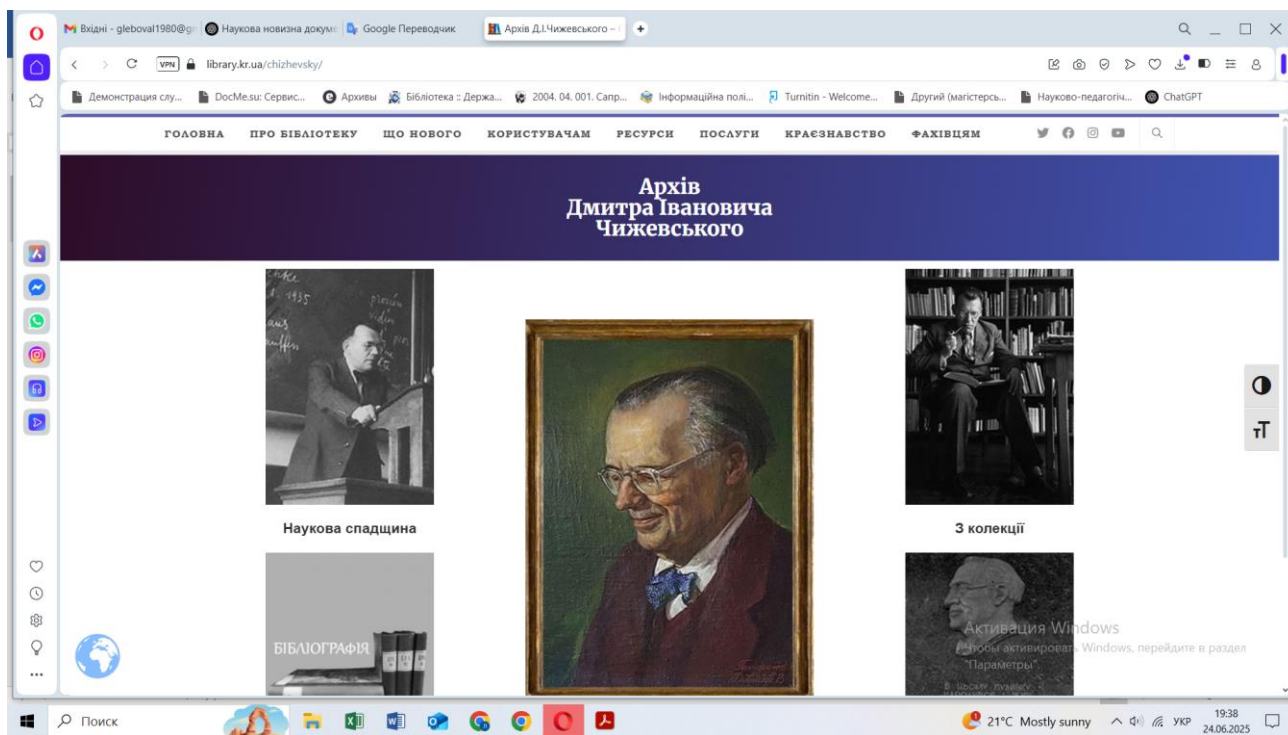 Вхідні - gleboval1980@g
Наукова новизна докуме
Google Переводчик
Архів Д.І.Чижевського –
VPN
library.kr.ua/chizhevsky/
Демонстрация слу...
DocMe.su: Сервис...
Архивы
Бібліотека :: Держа...
2004. 04. 001. Сапр...
Інформаційна полі...
Turnitin - Welcome...
Другий (магістерсь...
Науково-педагогіч...
ChatGPT
ГОЛОВНА
ПРО БІБЛІОТЕКУ
ЩО НОВОГО
КОРИСТУВАЧАМ
РЕСУРСИ
ПОСЛУГИ
КРАЄЗНАВСТВО
ФАХІВЦЯМ
Архів
Дмитра Івановича
Чижевського
1935
Наукова спадщина
З колекції
БІБЛІОГРАФІЯ
Активация Windows
Чтобы активировать Windows, перейдите в раздел
"Параметры".
Поиск
21°C Mostly sunny
УКР
19:38
24.06.2025